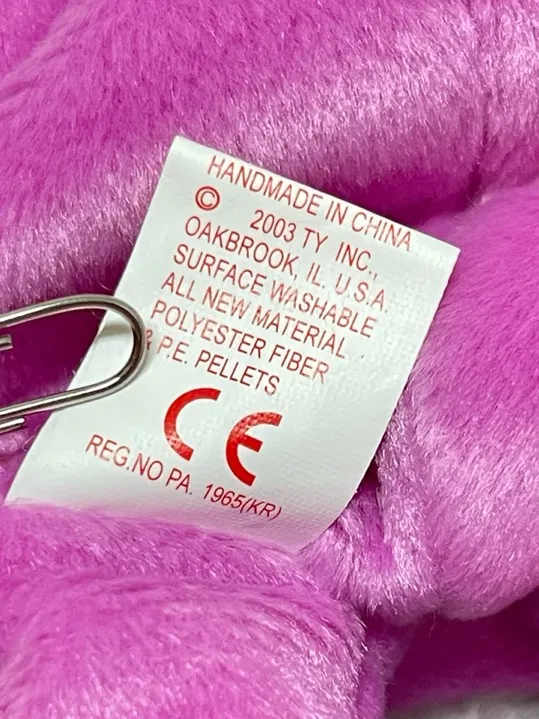 HANDMADE IN CHINA
© 2003 TY INC.,
OAKBROOK, IL. U.S.A.
SURFACE WASHABLE
ALL NEW MATERIAL
POLYESTER FIBER
& P.E. PELLETS
CE
REG.NO PA. 1965(KR)